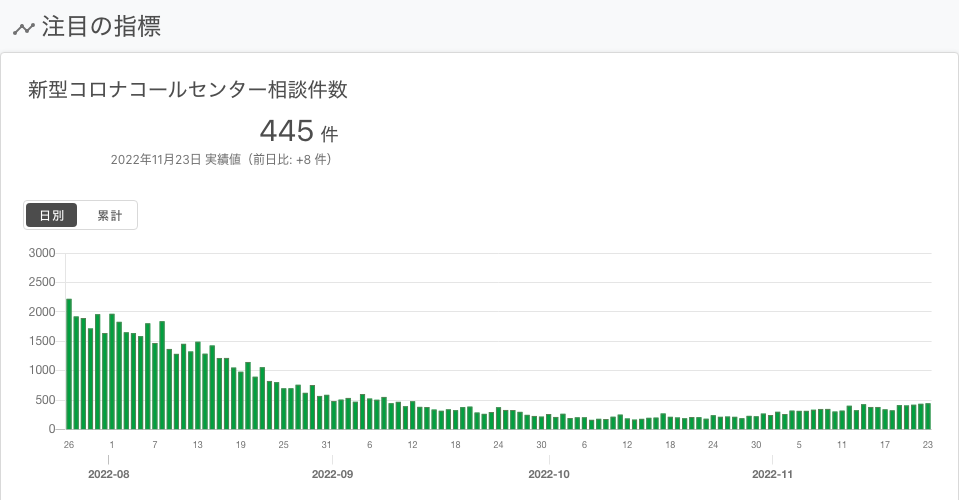 注目の指標
新型コロナコールセンター相談件数
445 件
2022年11月23日 実績値（前日比: +8 件）
日別 累計
3000
2500
2000
1500
1000
500
0
26 1 7 13 19 25 31 6 12 18 24 30 6 12 18 24 30 5 11 17 23
2022-08 2022-09 2022-10 2022-11